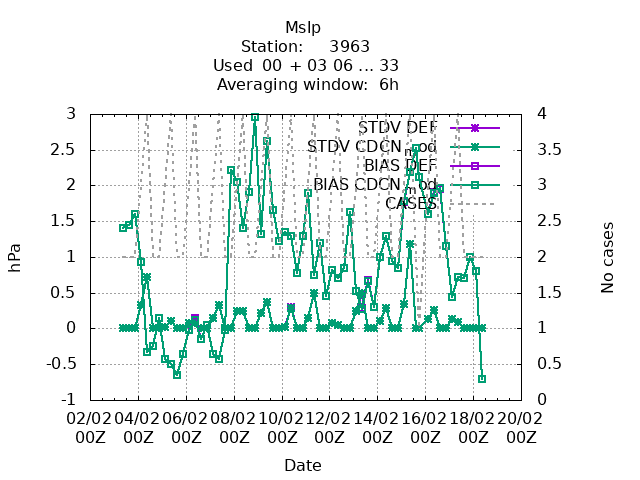 Mslp
Station: 3963
Used 00 + 03 06 ... 33
Averaging window: 6h
STDV DEF
STDV CDCN_mod
BIAS DEF
BIAS CDCN_mod
CASES
3
2.5
2
1.5
1
0.5
0
-0.5
-1
hPa
4
3.5
3
2.5
2
1.5
1
0.5
0
No cases
02/02 04/02 06/02 08/02 10/02 12/02 14/02 16/02 18/02 20/02
00Z 00Z 00Z 00Z 00Z 00Z 00Z 00Z 00Z 00Z
Date